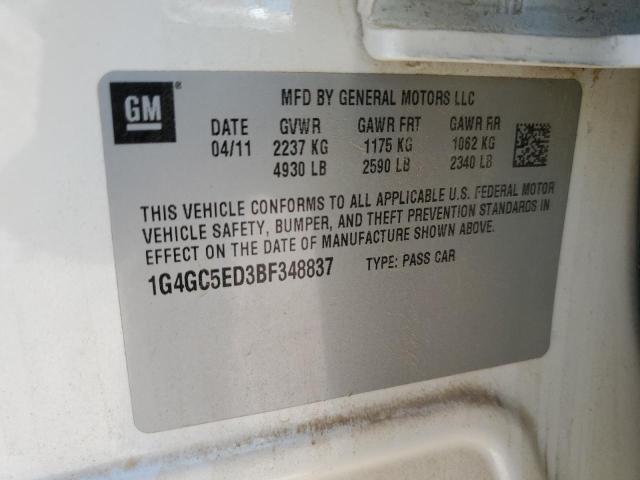 GM®
MFD BY GENERAL MOTORS LLC
DATE GVWR GAWR FRT GAWR RR
04/11 2237 KG 1175 KG 1062 KG
4930 LB 2590 LB 2340 LB
THIS VEHICLE CONFORMS TO ALL APPLICABLE U.S. FEDERAL MOTOR
VEHICLE SAFETY, BUMPER, AND THEFT PREVENTION STANDARDS IN
EFFECT ON THE DATE OF MANUFACTURE SHOWN ABOVE.
1G4GC5ED3BF348837 TYPE: PASS CAR